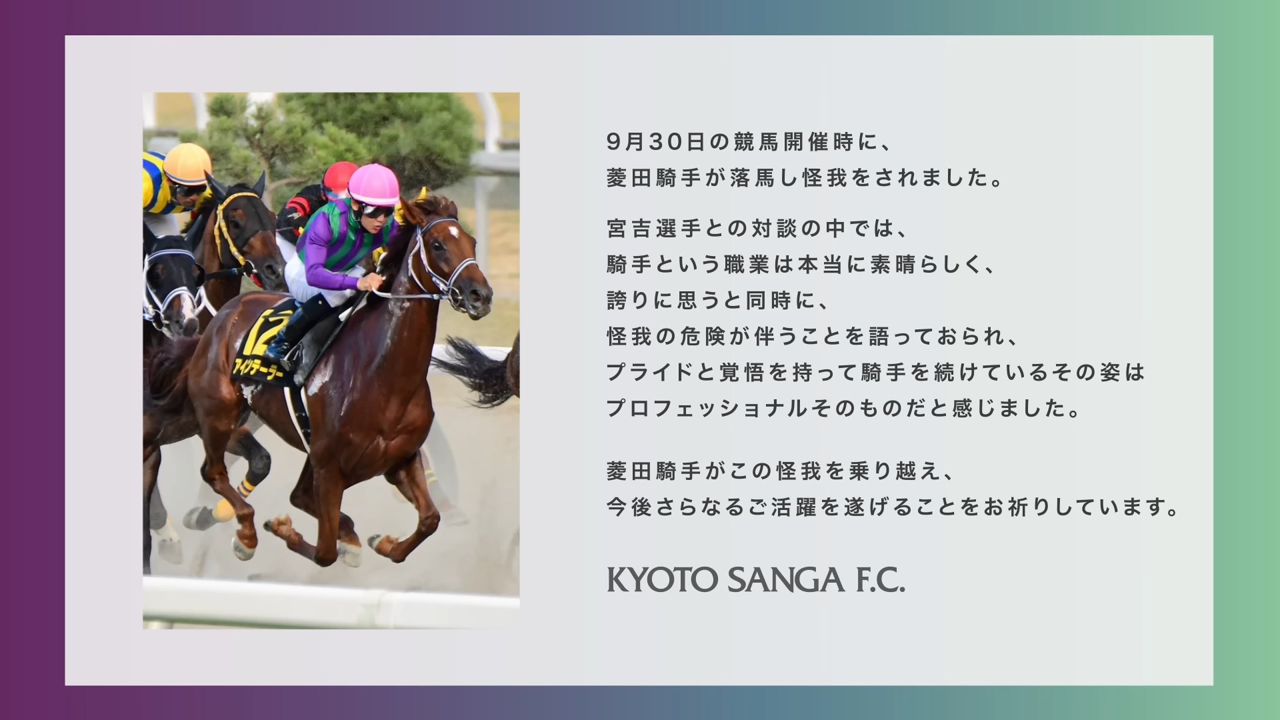 12
アインテーラー
9月30日の競馬開催時に、
菱田騎手が落馬し怪我をされました。
宮吉選手との対談の中では、
騎手という職業は本当に素晴らしく、
誇りに思うと同時に、
怪我の危険が伴うことを語っておられ、
プライドと覚悟を持って騎手を続けているその姿は
プロフェッショナルそのものだと感じました。
菱田騎手がこの怪我を乗り越え、
今後さらなるご活躍を遂げることをお祈りしています。
KYOTO SANGA F.C.